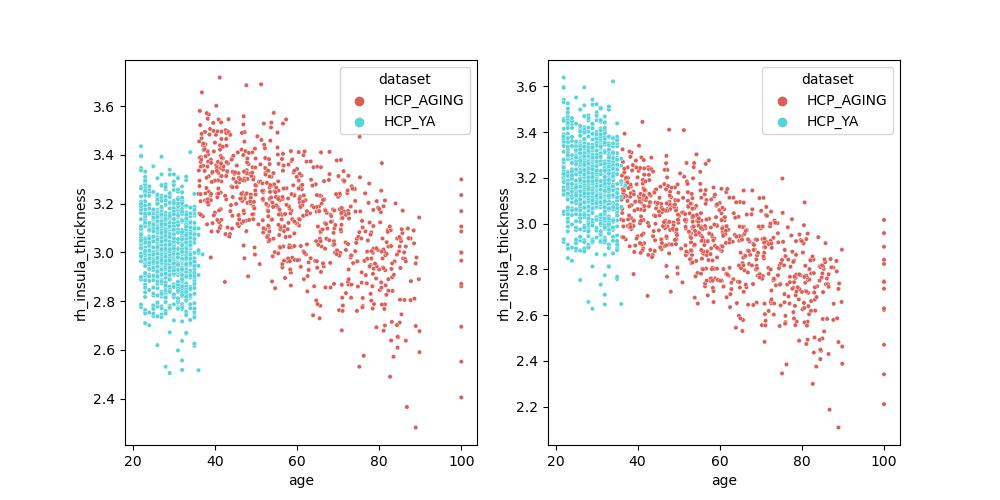 dataset
HCP_AGING
HCP_YA
rh_insula_thickness
3.6
3.4
3.2
3.0
2.8
2.6
2.4
20 40 60 80 100
age
dataset
HCP_AGING
HCP_YA
rh_insula_thickness
3.6
3.4
3.2
3.0
2.8
2.6
2.4
2.2
20 40 60 80 100
age